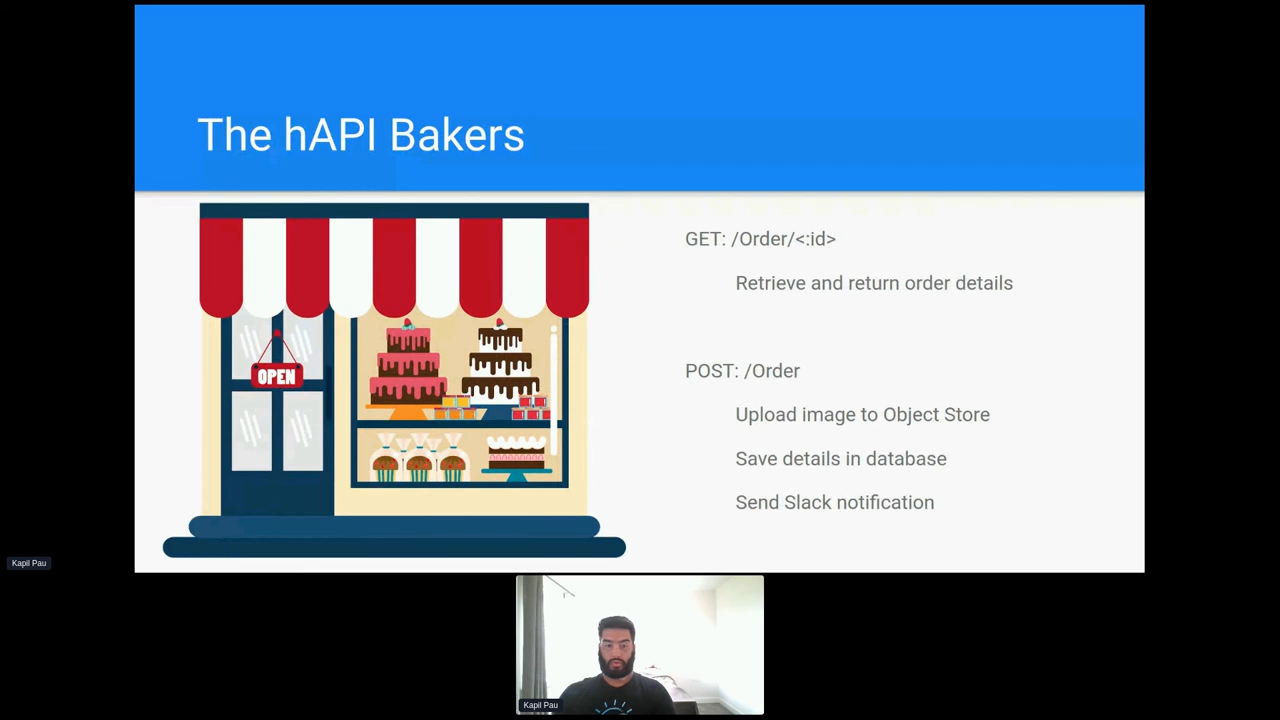 The hAPI Bakers
OPEN
GET: /Order/<:id>
Retrieve and return order details
POST: /Order
Upload image to Object Store
Save details in database
Send Slack notification
Kapil Pau
Kapil Pau